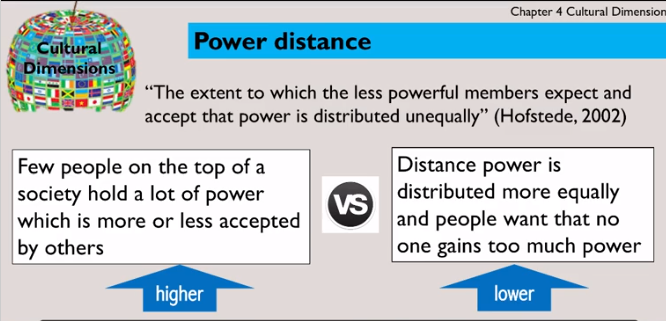 Chapter 4 Cultural Dimension
Cultural
Dimensions
Power distance
“The extent to which the less powerful members expect and
accept that power is distributed unequally” (Hofstede, 2002)
Few people on the top of a
society hold a lot of power
which is more or less accepted
by others
VS
Distance power is
distributed more equally
and people want that no
one gains too much power
higher
lower